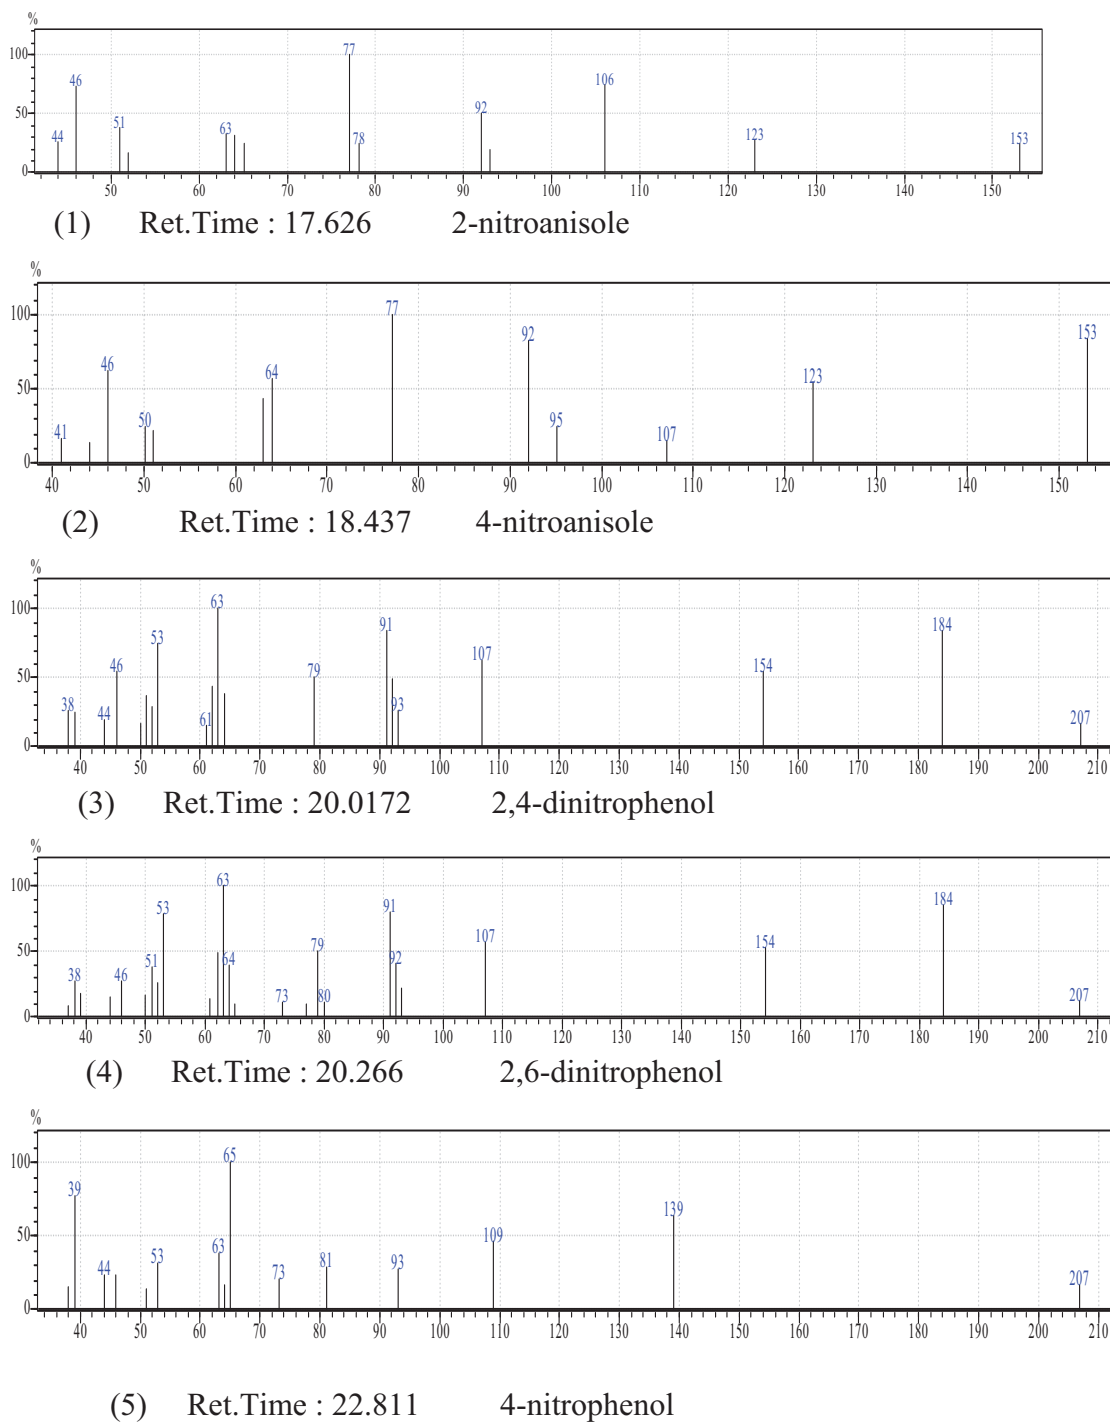 %
100
50
0
44 46 51 63 77 78 92 106 123 153
50 60 70 80 90 100 110 120 130 140 150
(1) Ret.Time : 17.626 2-nitroanisole
%
100
50
0
41 46 50 64 77 92 95 107 123 153
40 50 60 70 80 90 100 110 120 130 140 150
(2) Ret.Time : 18.437 4-nitroanisole
%
100
50
0
38 44 46 53 61 63 79 91 93 107 154 184 207
40 50 60 70 80 90 100 110 120 130 140 150 160 170 180 190 200 210
(3) Ret.Time : 20.0172 2,4-dinitrophenol
%
100
50
0
38 46 51 53 63 64 73 79 80 91 92 107 154 184 207
40 50 60 70 80 90 100 110 120 130 140 150 160 170 180 190 200 210
(4) Ret.Time : 20.266 2,6-dinitrophenol
%
100
50
0
39 44 53 63 65 73 81 93 109 139 207
40 50 60 70 80 90 100 110 120 130 140 150 160 170 180 190 200 210
(5) Ret.Time : 22.811 4-nitrophenol